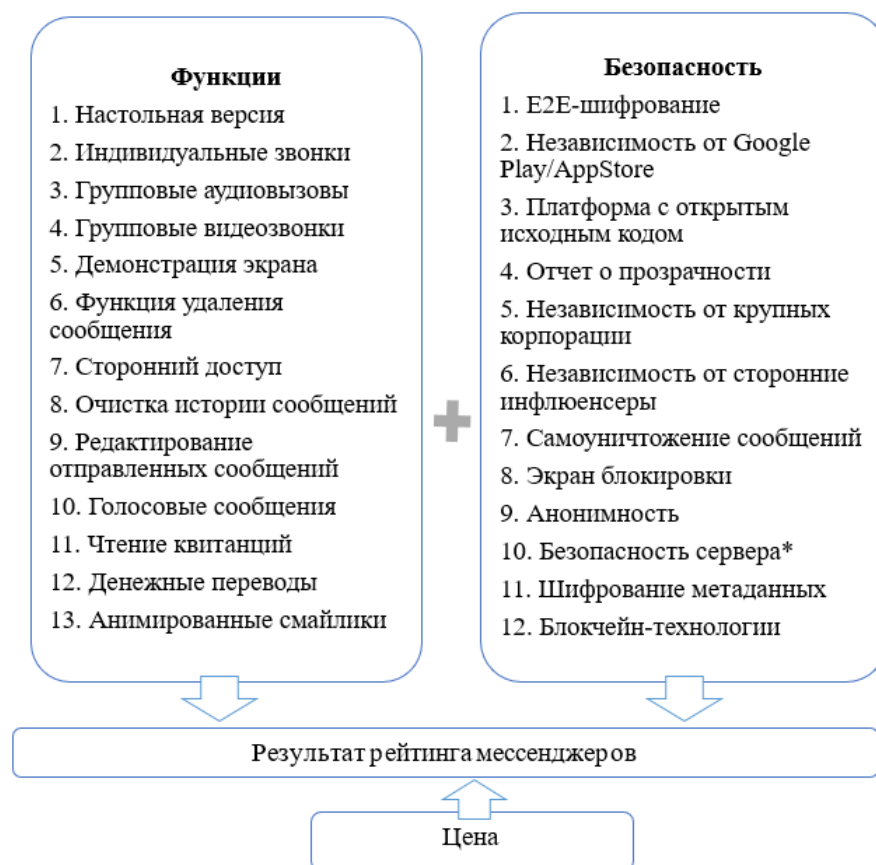 Функции
1. Настольная версия
2. Индивидуальные звонки
3. Групповые аудиовызовы
4. Групповые видеозвонки
5. Демонстрация экрана
6. Функция удаления
сообщения
7. Сторонний доступ
8. Очистка истории сообщений
9. Редактирование
отправленных сообщений
10. Голосовые сообщения
11. Чтение квитанций
12. Денежные переводы
13. Анимированные смайлики
Безопасность
1. E2E-шифрование
2. Независимость от Google
Play/AppStore
3. Платформа с открытым
исходным кодом
4. Отчет о прозрачности
5. Независимость от крупных
корпорации
6. Независимость от сторонние
инфлюенсеры
7. Самоуничтожение сообщений
8. Экран блокировки
9. Анонимность
10. Безопасность сервера*
11. Шифрование метаданных
12. Блокчейн-технологии
Результат рейтинга мессенджеров
Цена